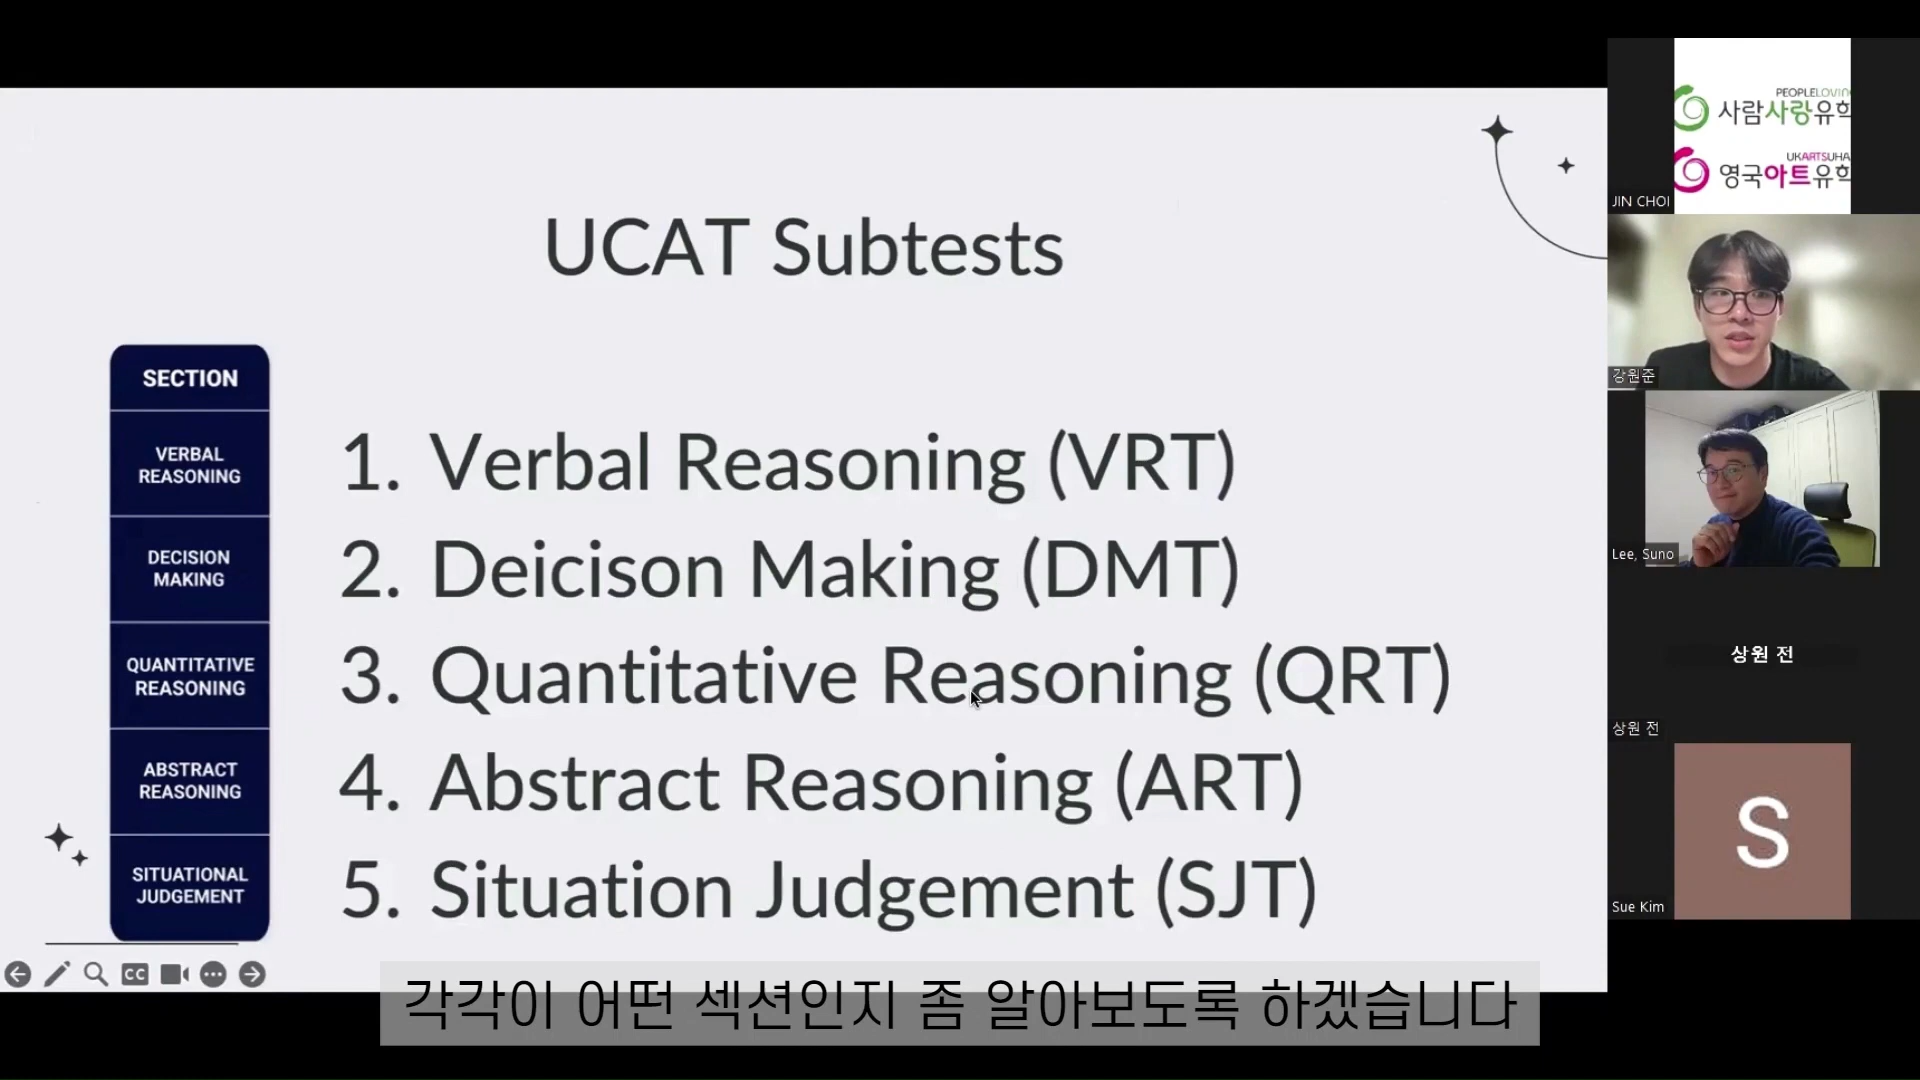 UCAT Subtests
SECTION
VERBAL
REASONING
DECISION
MAKING
QUANTITATIVE
REASONING
ABSTRACT
REASONING
SITUATIONAL
JUDGEMENT
1. Verbal Reasoning (VRT)
2. Deicison Making (DMT)
3. Quantitative Reasoning (QRT)
4. Abstract Reasoning (ART)
5. Situation Judgement (SJT)
CC
각각이 어떤 섹션인지 좀 알아보도록 하겠습니다
사람사랑유학
영국아트유학
JIN CHOI
강원준
Lee, Suno
상원 전
상원 전
S
Sue Kim